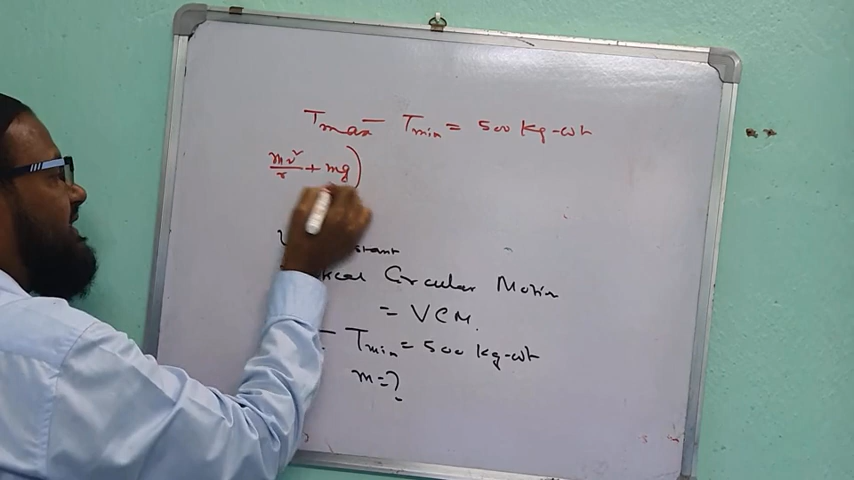 Tmax - Tmin = 500 kg-wt
mv²/r + mg)
Circular Motion
= VCM.
- Tmin = 500 kg-wt
m=?